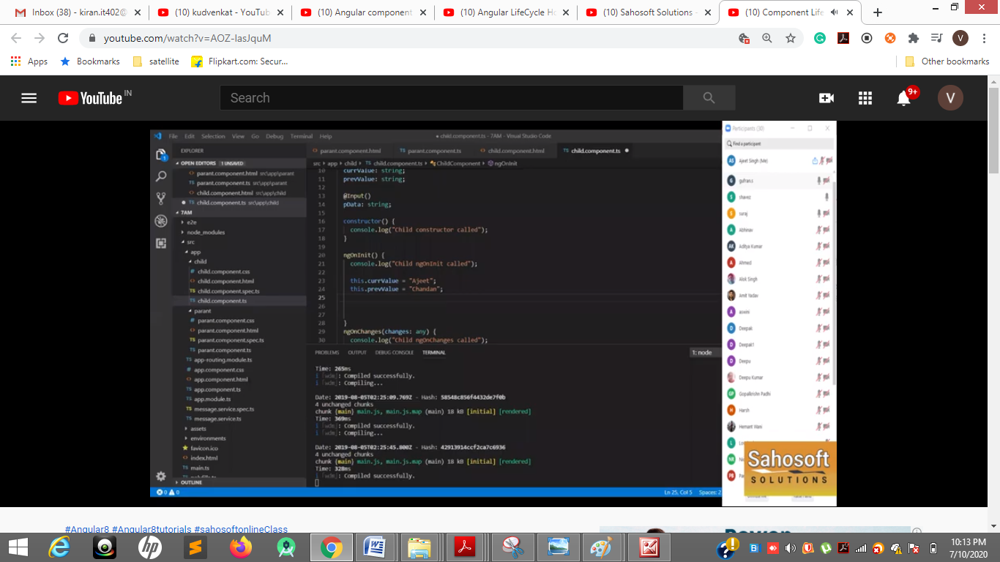 Inbox (38) - kiran.it402@
(10) kudvenkat - YouTub
(10) Angular component
(10) Angular LifeCycle Ho
(10) Sahosoft Solutions -
(10) Component Life
youtube.com/watch?v=AOZ-lasJquM
V
Apps
Bookmarks
satellite
Flipkart.com: Secur...
Other bookmarks
YouTube IN
Search
9+
V
File Edit Selection View Go Debug Terminal Help
● child.component.ts - 7AM - Visual Studio Code
EXPLORER
OPEN EDITORS 1 UNSAVED
parant.component.html src\app\parant
parant.component.ts src\app\parant
child.component.html src\app\child
child.component.ts src\app\child
7AM
e2e
node_modules
src
app
child
child.component.css
child.component.html
child.component.spec.ts
child.component.ts
parant
parant.component.css
parant.component.html
parant.component.spec.ts
parant.component.ts
app-routing.module.ts
app.component.css
app.component.html
app.component.ts
app.module.ts
message.service.spec.ts
message.service.ts
assets
environments
favicon.ico
index.html
main.ts
OUTLINE
parant.component.html
parant.component.ts
child.component.html
child.component.ts
src › app › child › TS child.component.ts › ChildComponent › ngOnInit
10 currValue: string;
11 prevValue: string;
12
13 @Input()
14 pData: string;
15
16 constructor() {
17 console.log("Child constructor called");
18 }
19
20 ngOnInit() {
21 console.log("Child ngOnInit called");
22
23 this.currValue = "Ajeet";
24 this.prevValue = "Chandan";
25
26
27
28 }
29 ngOnChanges(changes: any) {
30 console.log("Child ngOnChanges called");
PROBLEMS OUTPUT DEBUG CONSOLE TERMINAL
1: node
Time: 265ms
i ｢wdm｣: Compiled successfully.
i ｢wdm｣: Compiling...
Date: 2019-08-05T02:25:09.769Z - Hash: 58548c856f4432de7f0b
4 unchanged chunks
chunk {main} main.js, main.js.map (main) 18 kB [initial] [rendered]
Time: 369ms
i ｢wdm｣: Compiled successfully.
i ｢wdm｣: Compiling...
Date: 2019-08-05T02:25:45.800Z - Hash: 42913914ccf2ca7c6936
4 unchanged chunks
chunk {main} main.js, main.js.map (main) 18 kB [initial] [rendered]
Time: 328ms
i ｢wdm｣: Compiled successfully.
0 0
Ln 25, Col 5 Spaces: 2
Participants (30)
Find a participant
AS Ajeet Singh (Me)
G gufran.s
S shavez
S suraj
A Abhinav
AK Aditya Kumar
A Ahmed
Alok Singh
Amit Yadav
A aswini
D Deepak
D Deepak1
D Deepu
Deepu Kumar
GP Gopalkrishn Padhi
H Harsh
Hemant Wani
L
NR
PB
Sahosoft
SOLUTIONS
#Angular8 #Angular8tutorials #sahosoftonlineClass
10:13 PM
7/10/2020